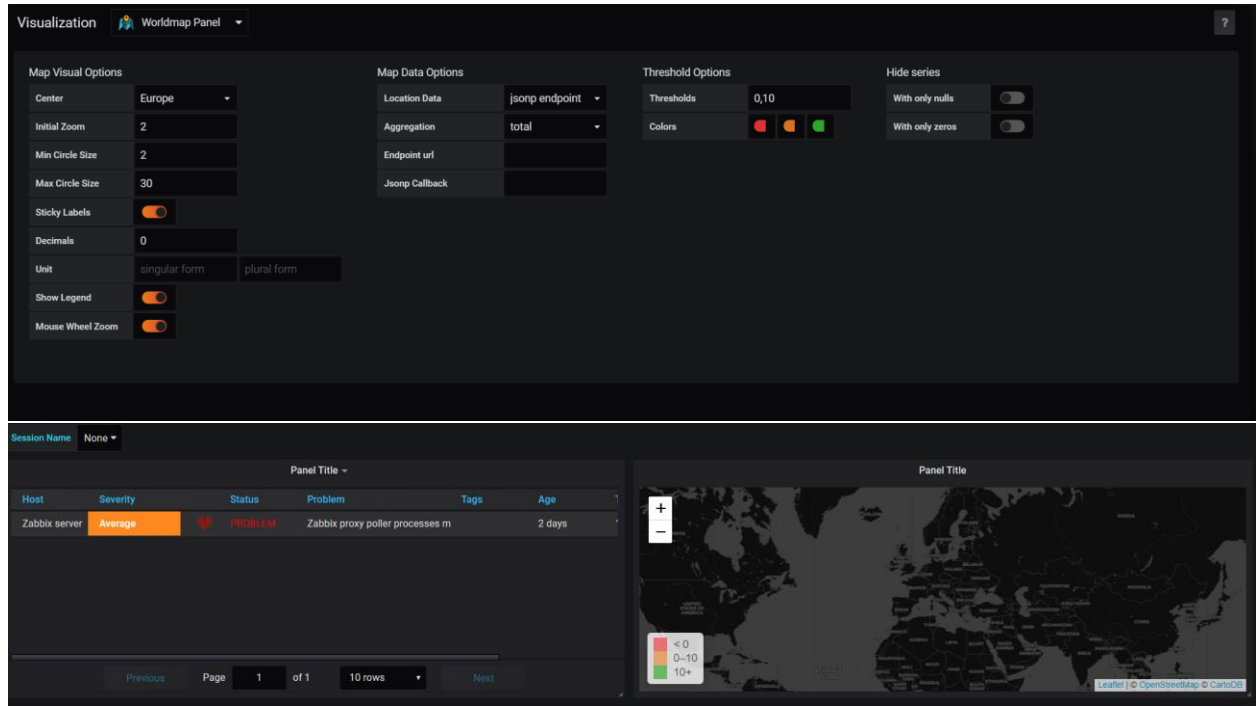 Visualization Worldmap Panel ?
Map Visual Options Map Data Options Threshold Options Hide series
Center Europe Location Data jsonp endpoint Thresholds 0,10 With only nulls
Initial Zoom 2 Aggregation total Colors With only zeros
Min Circle Size 2 Endpoint url
Max Circle Size 30 Jsonp Callback
Sticky Labels
Decimals 0
Unit singular form plural form
Show Legend
Mouse Wheel Zoom
Session Name None
Panel Title
Host Severity Status Problem Tags Age
Zabbix server Average PROBLEM Zabbix proxy poller processes m 2 days
Previous Page 1 of 1 10 rows Next
Panel Title
+
−
RUSSIA
UNITED STATES OF AMERICA
< 0
0–10
10+
Leaflet | © OpenStreetMap © CartoDB